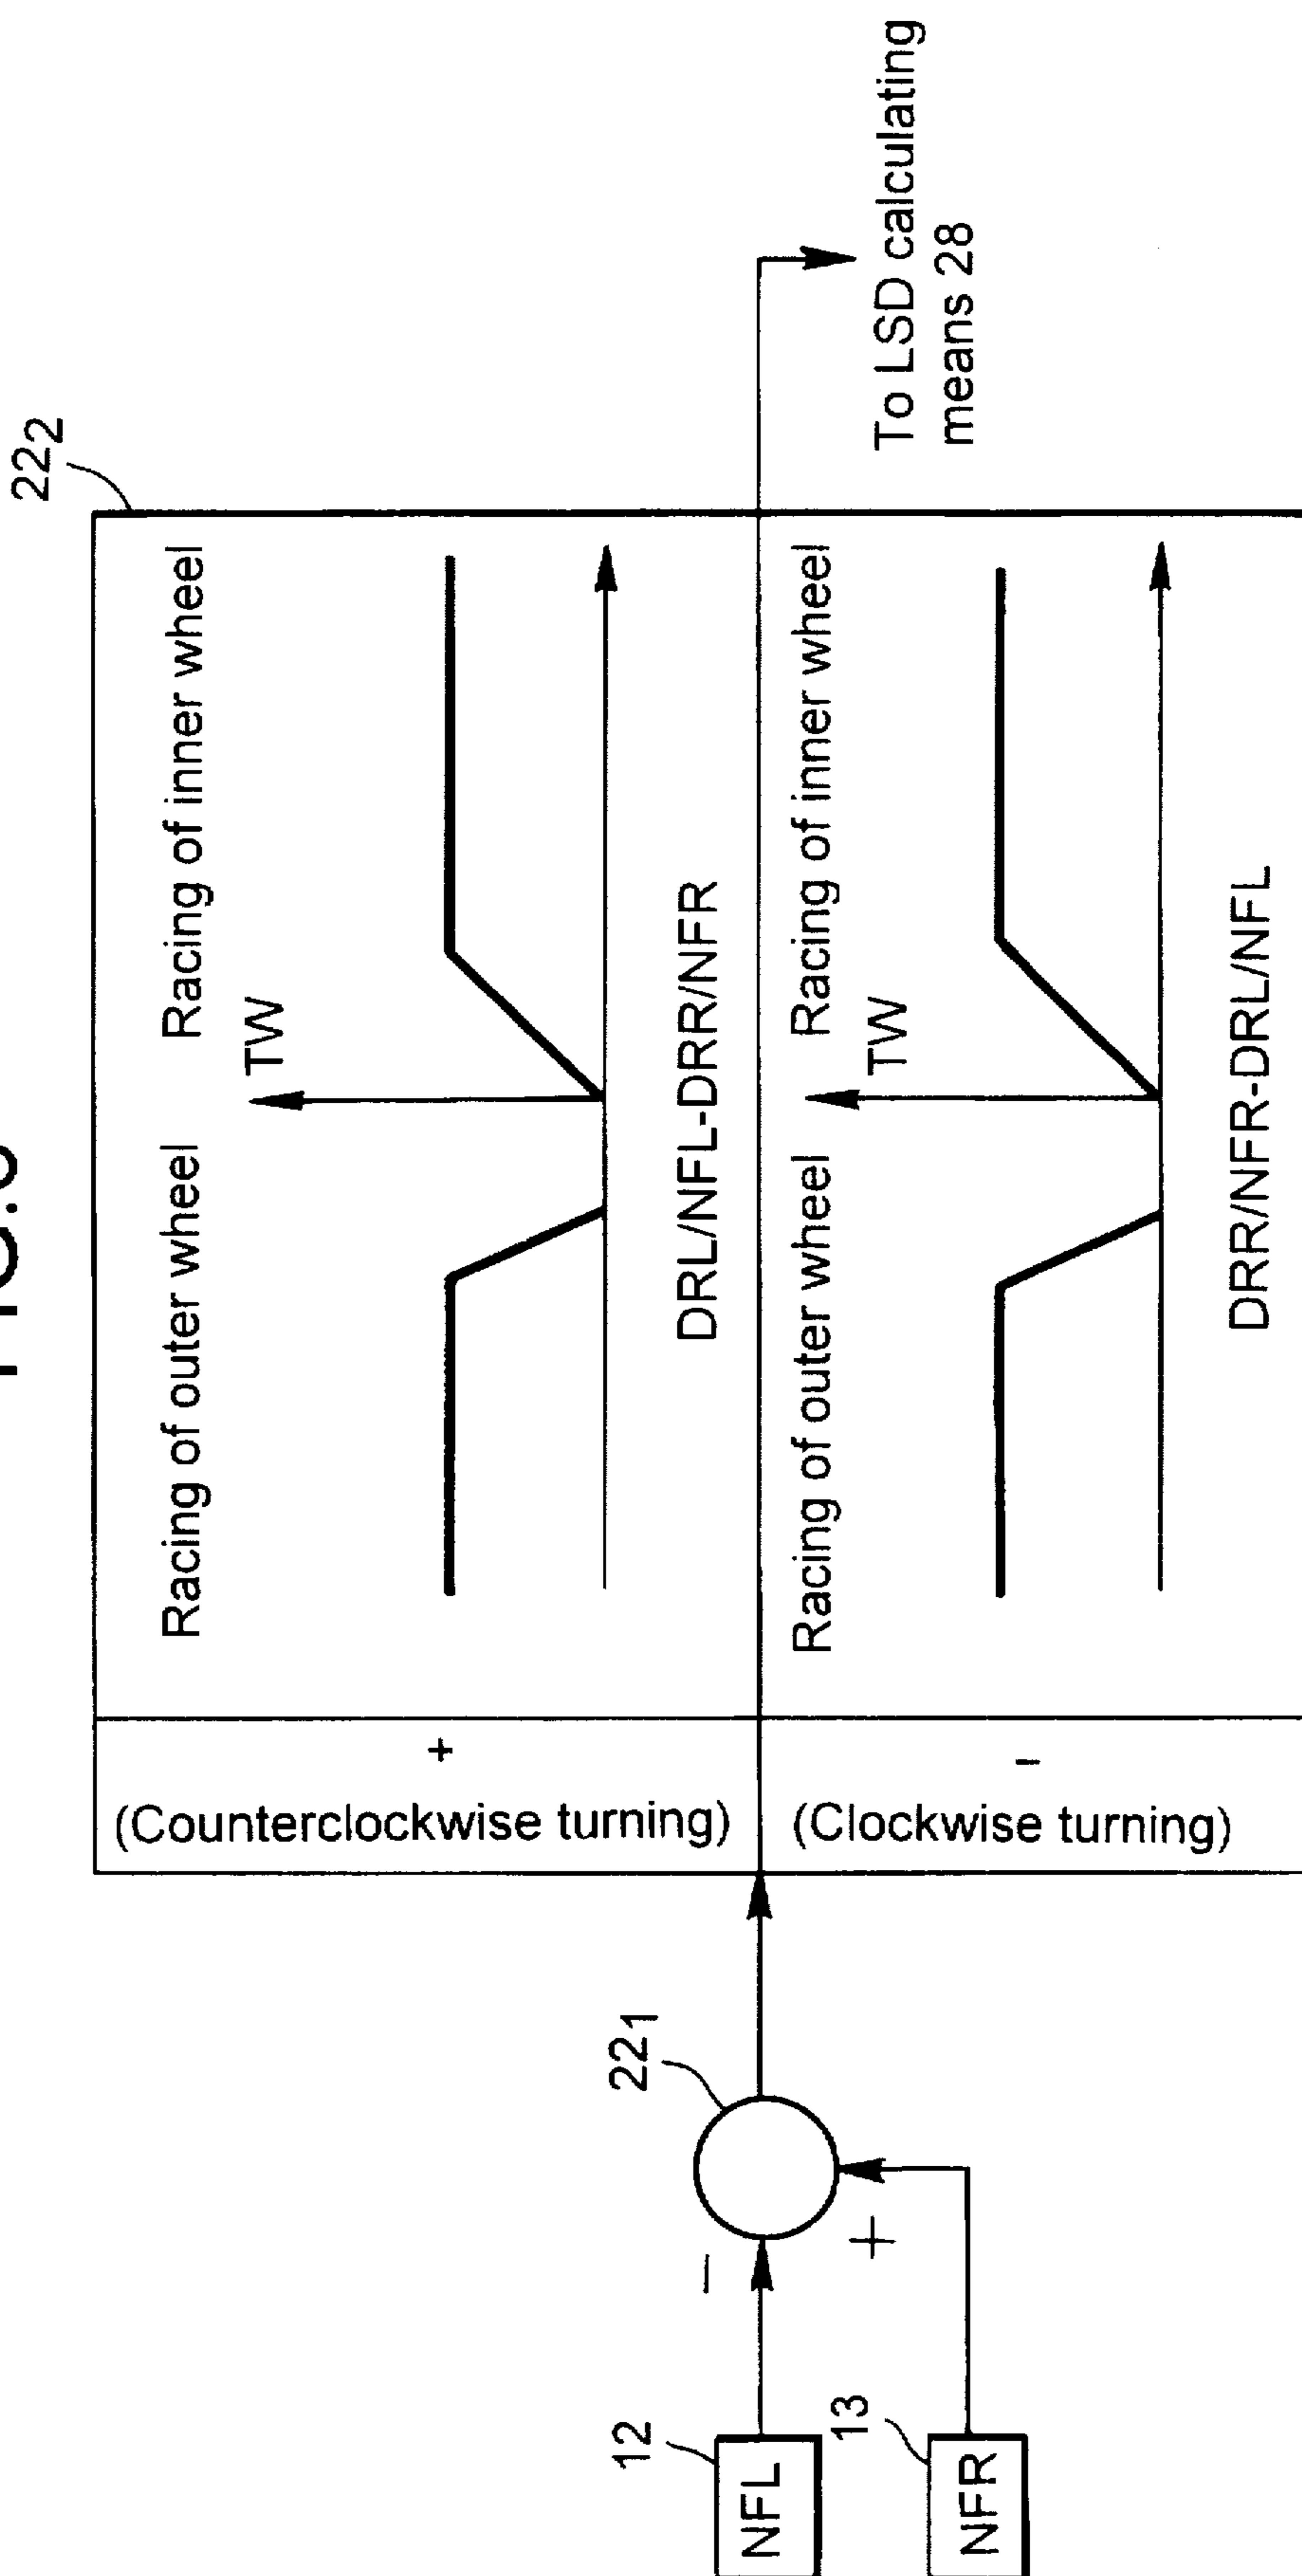 22₂
+
(Counterclockwise turning)
Racing of outer wheel
Racing of inner wheel
TW
DRL/NFL-DRR/NFR
-
(Clockwise turning)
Racing of outer wheel
Racing of inner wheel
TW
DRR/NFR-DRL/NFL
To LSD calculating
means 28
22₁
−
+
12
NFL
13
NFR